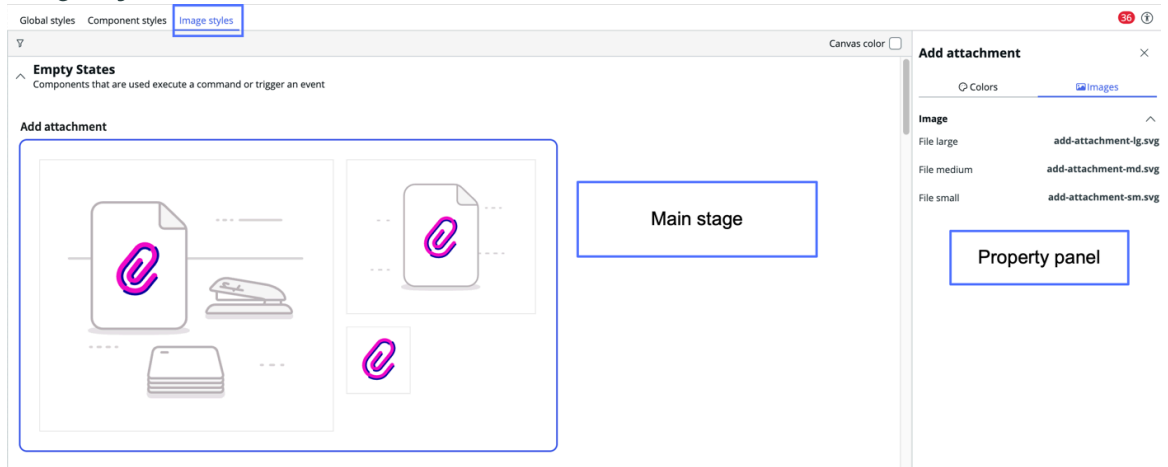 Global styles Component styles Image styles
36
Canvas color
Empty States
Components that are used execute a command or trigger an event
Add attachment
Main stage
Add attachment
Colors Images
Image
File large add-attachment-lg.svg
File medium add-attachment-md.svg
File small add-attachment-sm.svg
Property panel